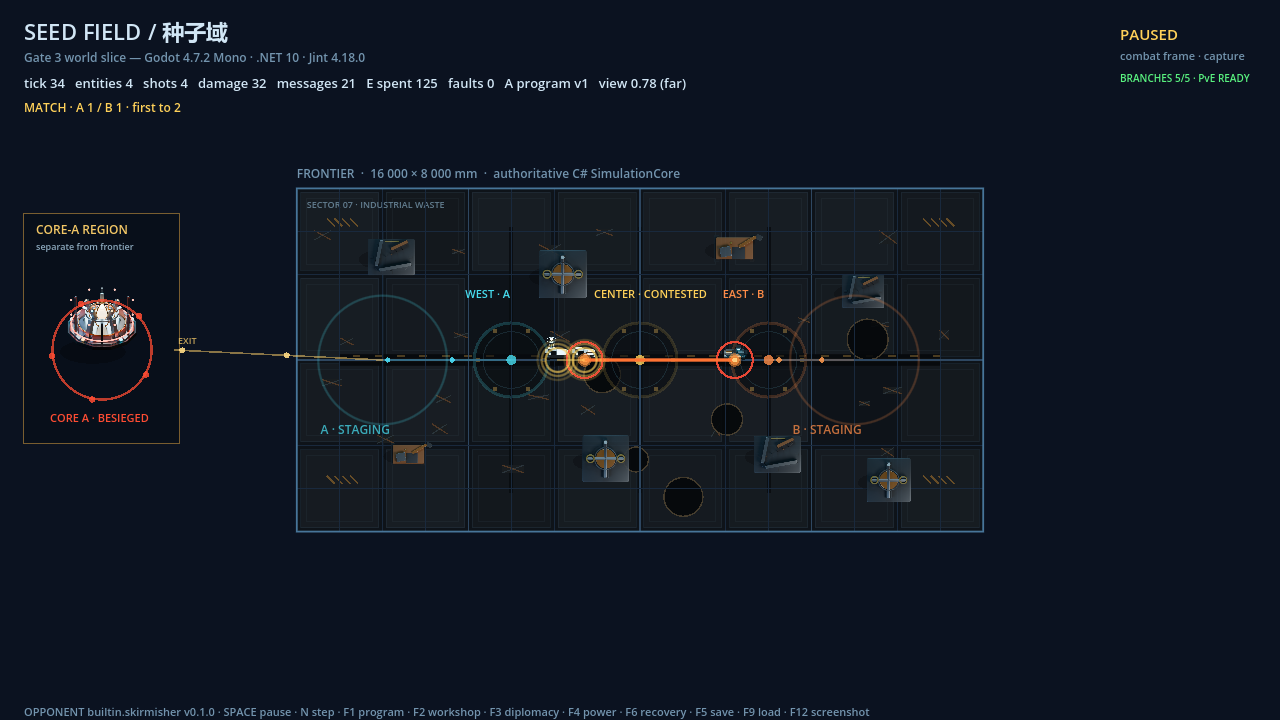 SEED FIELD / 种子域
Gate 3 world slice — Godot 4.7.2 Mono · .NET 10 · Jint 4.18.0
tick 34 entities 4 shots 4 damage 32 messages 21 E spent 125 faults 0 A program v1 view 0.78 (far)
MATCH · A 1 / B 1 · first to 2
PAUSED
combat frame · capture
BRANCHES 5/5 · PvE READY
FRONTIER · 16 000 × 8 000 mm · authoritative C# SimulationCore
SECTOR 07 · INDUSTRIAL WASTE
CORE-A REGION
separate from frontier
WEST · A
CENTER · CONTESTED
EAST · B
EXIT
CORE A · BESIEGED
A · STAGING
B · STAGING
OPPONENT builtin.skirmisher v0.1.0 · SPACE pause · N step · F1 program · F2 workshop · F3 diplomacy · F4 power · F6 recovery · F5 save · F9 load · F12 screenshot